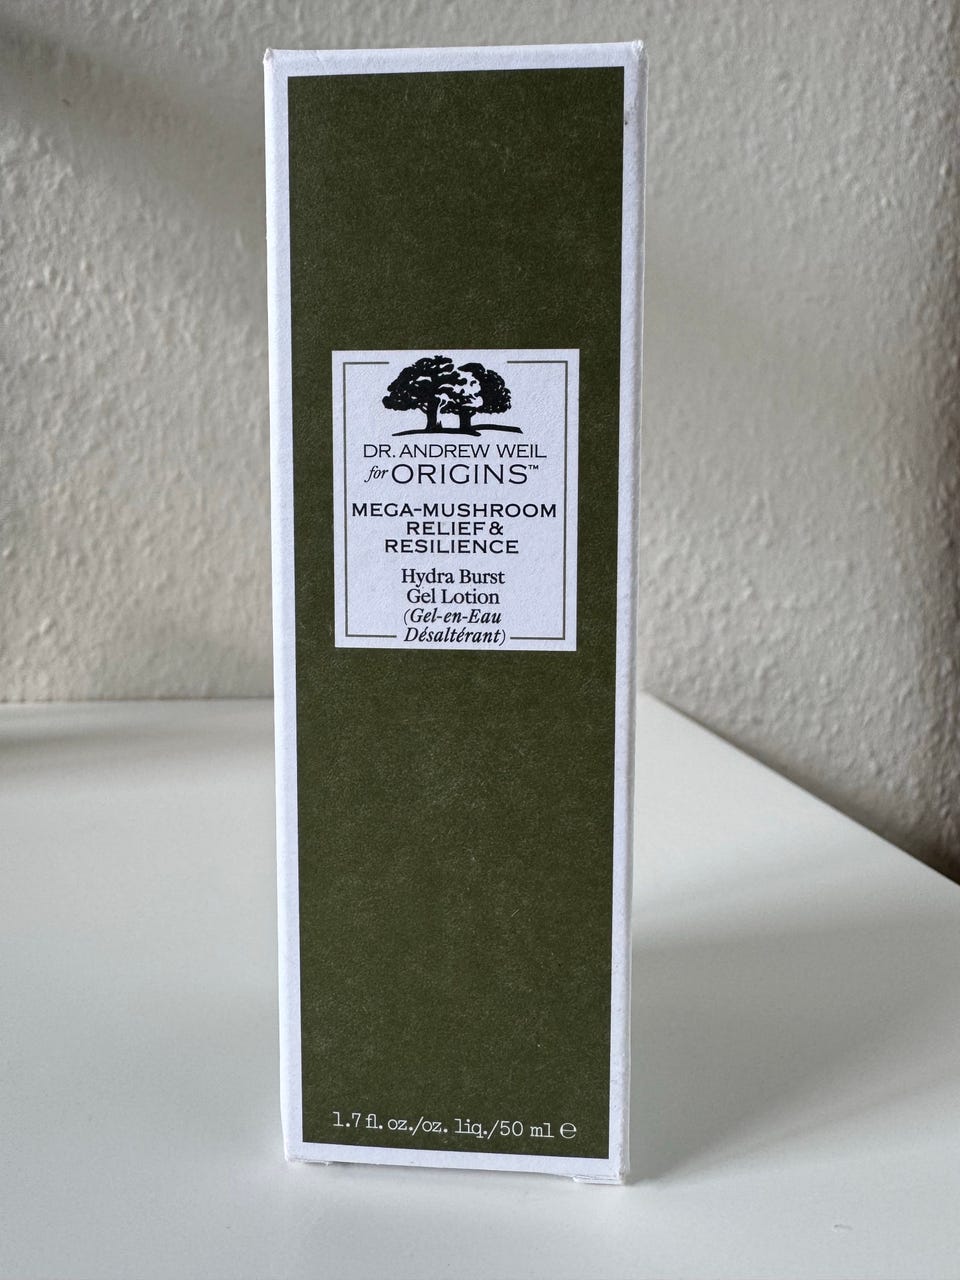 DR. ANDREW WEIL
for ORIGINS™
MEGA-MUSHROOM
RELIEF &
RESILIENCE
Hydra Burst
Gel Lotion
(Gel-en-Eau
Désaltérant)
1.7 fl. oz./oz. liq./50 ml ℮